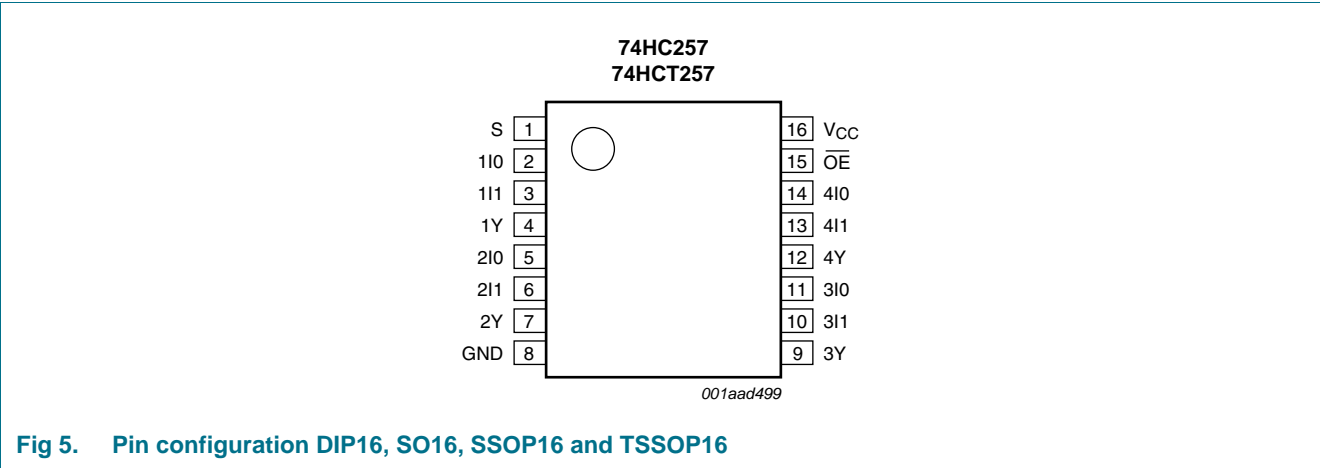 74HC257
74HCT257
S 1 16 VCC
1I0 2 15 OE
1I1 3 14 4I0
1Y 4 13 4I1
2I0 5 12 4Y
2I1 6 11 3I0
2Y 7 10 3I1
GND 8 9 3Y
001aad499
Fig 5. Pin configuration DIP16, SO16, SSOP16 and TSSOP16